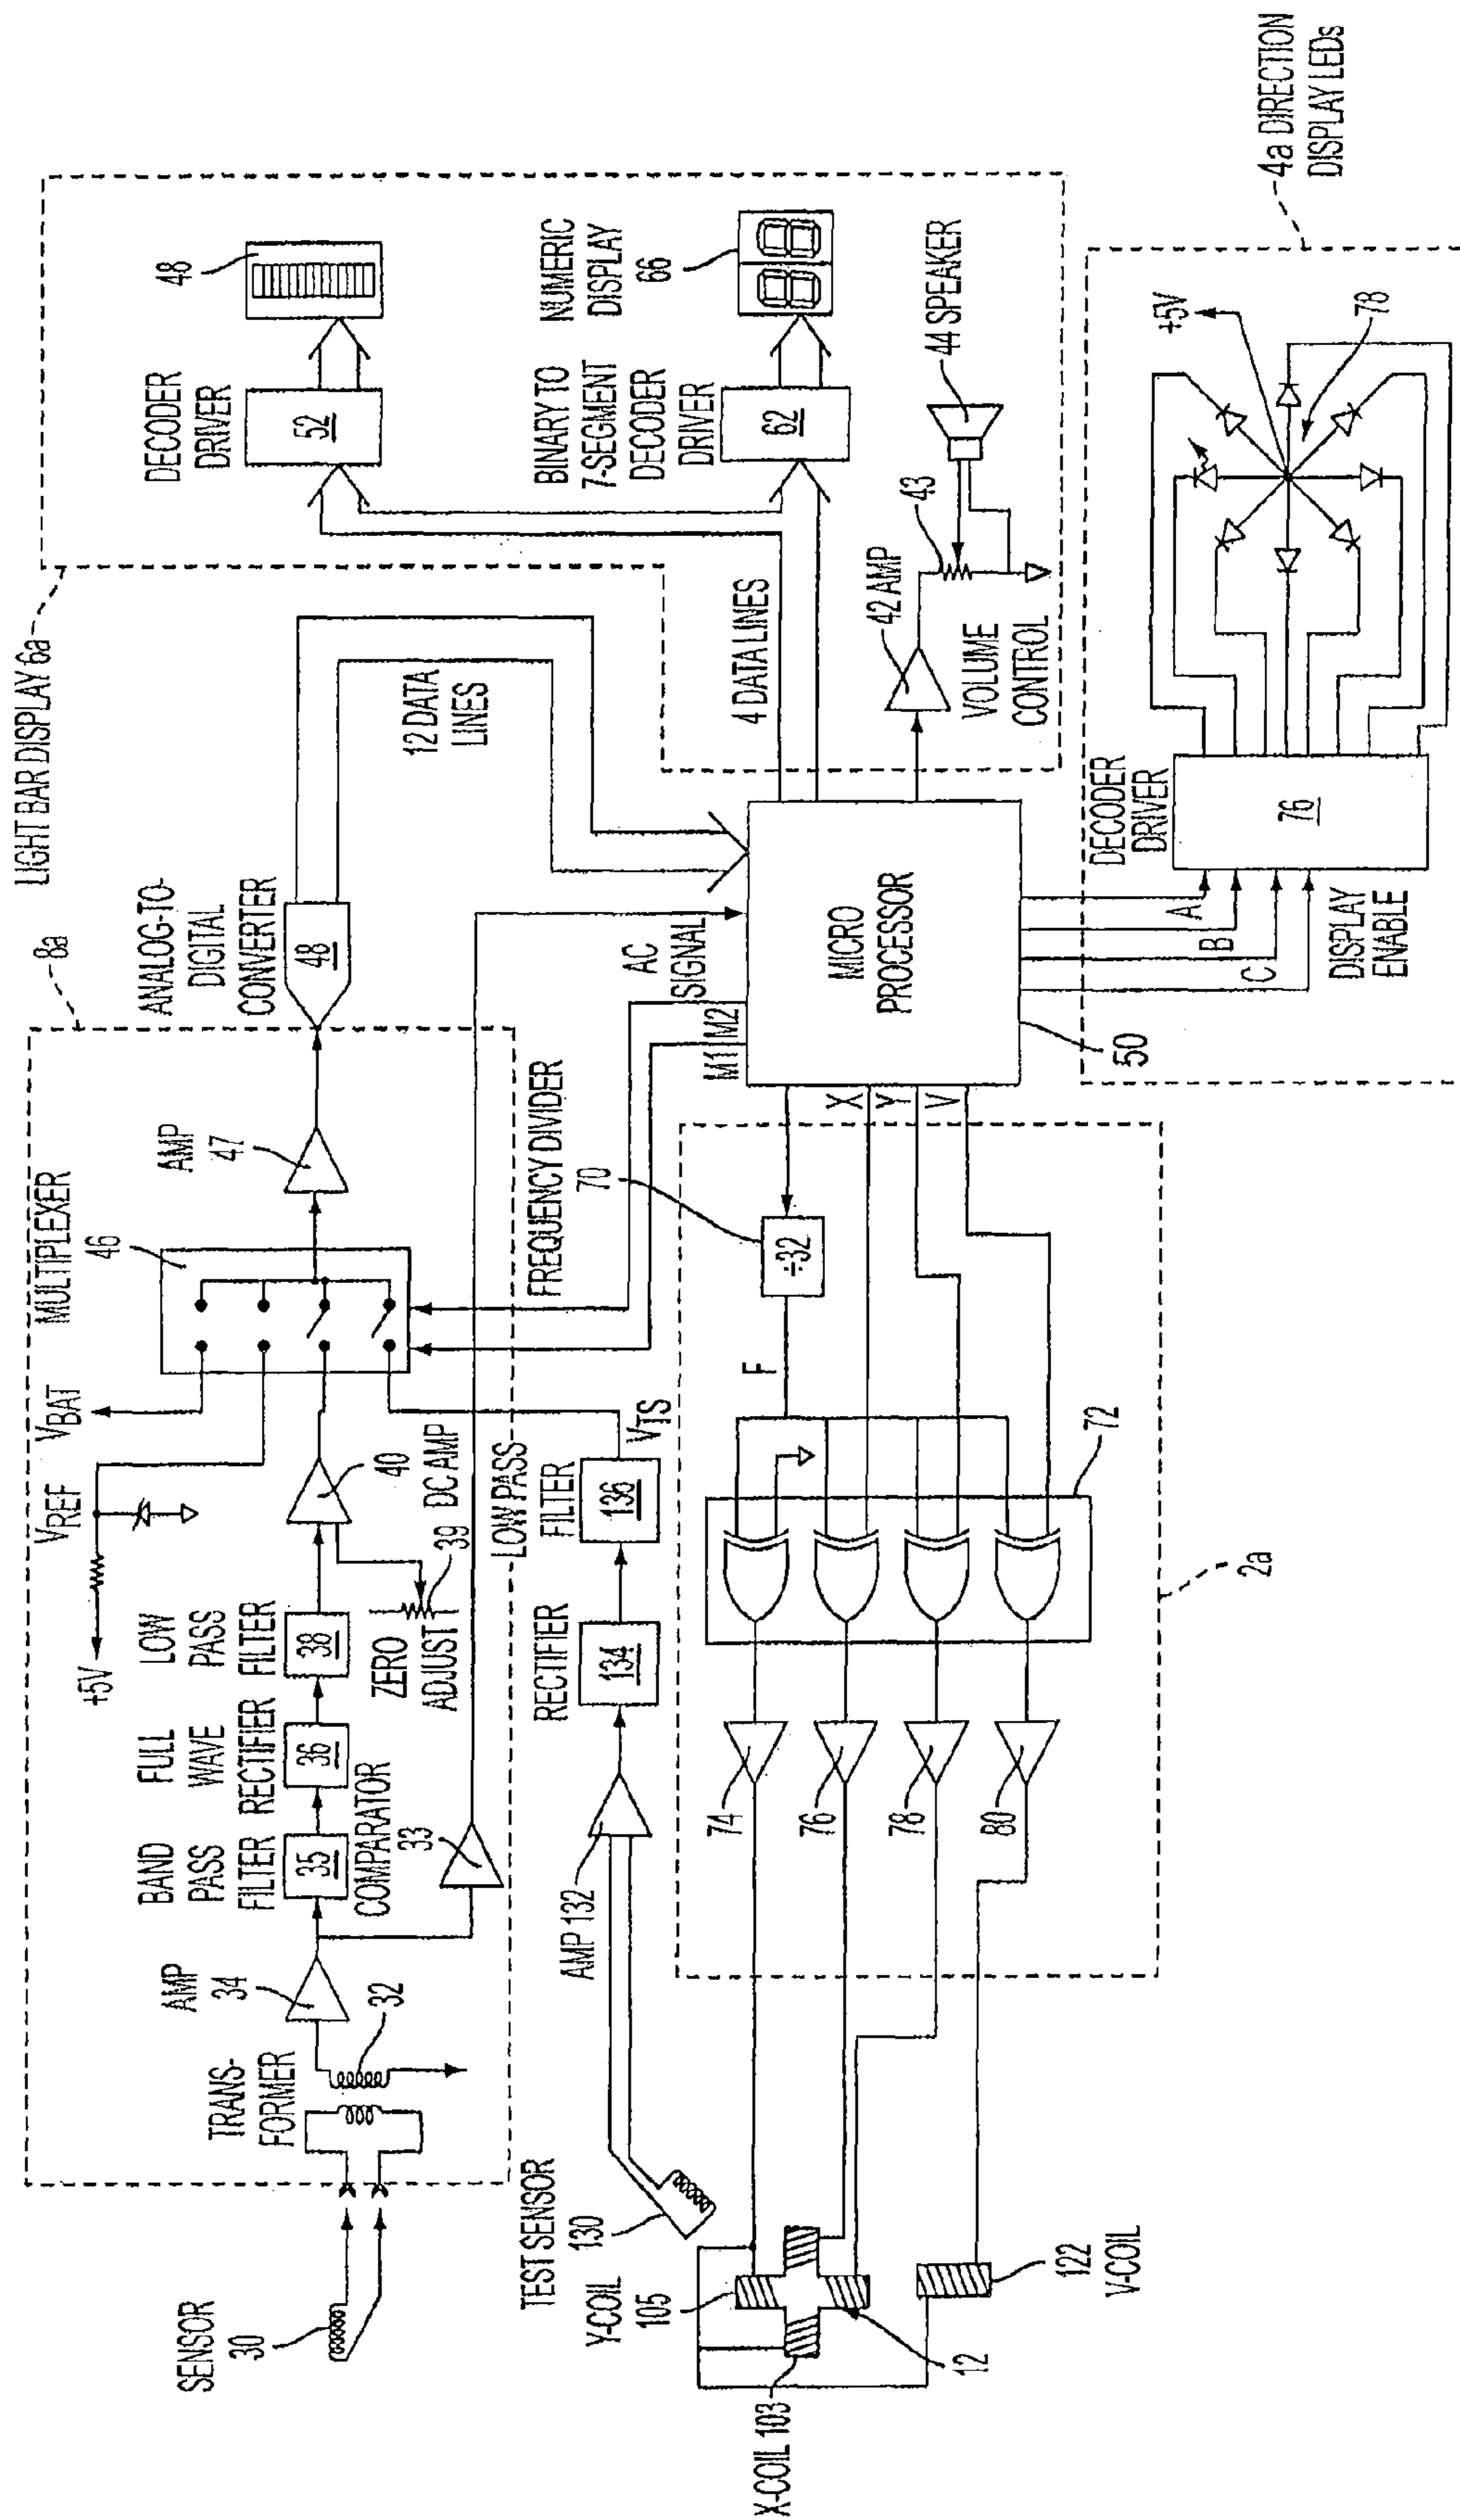 LIGHT BAR DISPLAY 6a
8a
SENSOR
30
TRANS-
FORMER
32
AMP
34
BAND
PASS
FILTER
35
COMPARATOR
33
FULL
WAVE
RECTIFIER
36
LOW
PASS
FILTER
38
ZERO
ADJUST
39
DC AMP
40
+5V
VREF
VBAT
MULTIPLEXER
46
AMP
47
ANALOG-TO-
DIGITAL
CONVERTER
48
12 DATA
LINES
DECODER
DRIVER
52
48
BINARY TO
7-SEGMENT
DECODER
DRIVER
62
NUMERIC
DISPLAY
66
4 DATA LINES
42 AMP
43
VOLUME
CONTROL
44 SPEAKER
TEST SENSOR
130
AMP 132
RECTIFIER
134
LOW PASS
FILTER
136
VTS
FREQUENCY DIVIDER
70
÷32
F
M1
M2
AC
SIGNAL
MICRO
PROCESSOR
50
X
Y
V
72
74
76
78
80
2a
Y-COIL
105
X-COIL 103
12
122
V-COIL
A
B
C
DISPLAY
ENABLE
DECODER
DRIVER
76
+5V
78
4a DIRECTION
DISPLAY LEDs